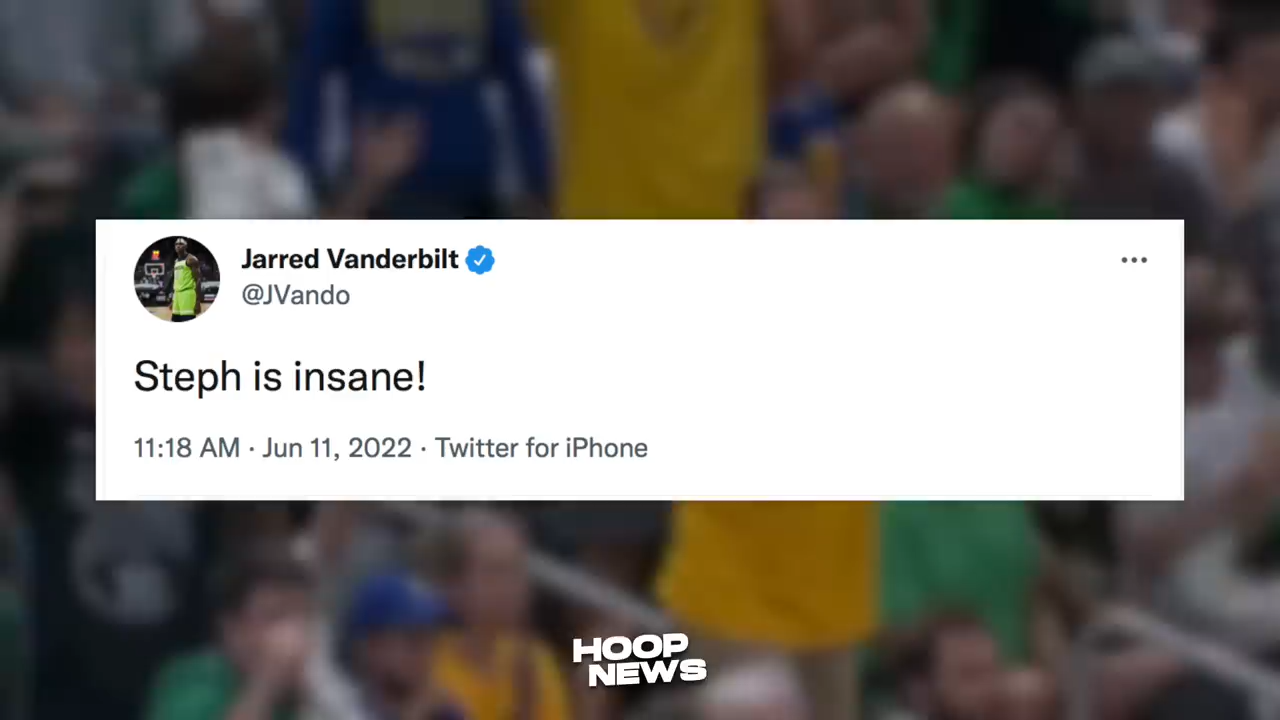 Jarred Vanderbilt
@JVando
Steph is insane!
11:18 AM · Jun 11, 2022 · Twitter for iPhone
HOOP
NEWS